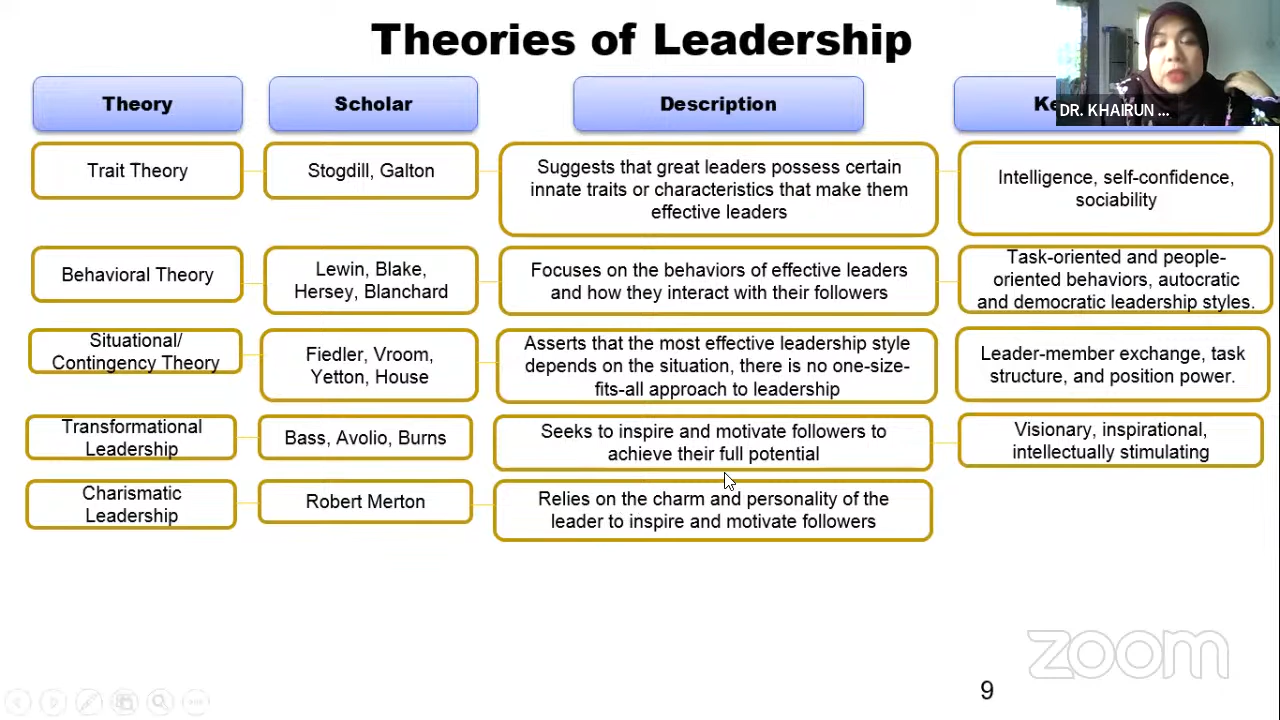 Theories of Leadership
DR. KHAIRUN ...
Theory
Scholar
Description
Ke
Trait Theory
Stogdill, Galton
Suggests that great leaders possess certain
innate traits or characteristics that make them
effective leaders
Intelligence, self-confidence,
sociability
Behavioral Theory
Lewin, Blake,
Hersey, Blanchard
Focuses on the behaviors of effective leaders
and how they interact with their followers
Task-oriented and people-
oriented behaviors, autocratic
and democratic leadership styles.
Situational/
Contingency Theory
Fiedler, Vroom,
Yetton, House
Asserts that the most effective leadership style
depends on the situation, there is no one-size-
fits-all approach to leadership
Leader-member exchange, task
structure, and position power.
Transformational
Leadership
Bass, Avolio, Burns
Seeks to inspire and motivate followers to
achieve their full potential
Visionary, inspirational,
intellectually stimulating
Charismatic
Leadership
Robert Merton
Relies on the charm and personality of the
leader to inspire and motivate followers
zoom
9